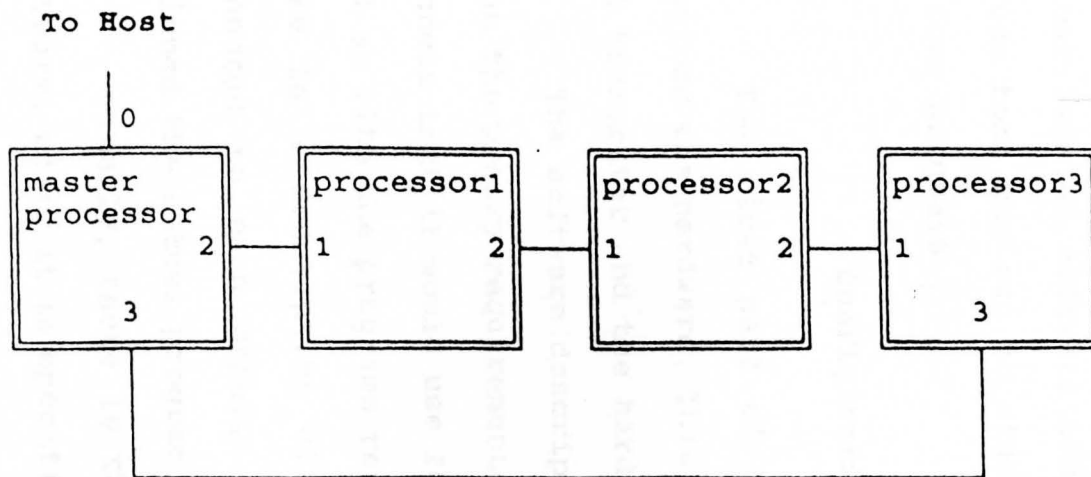 To Host
0
master
processor
2
3
processor1
1
2
processor2
1
2
processor3
1
3